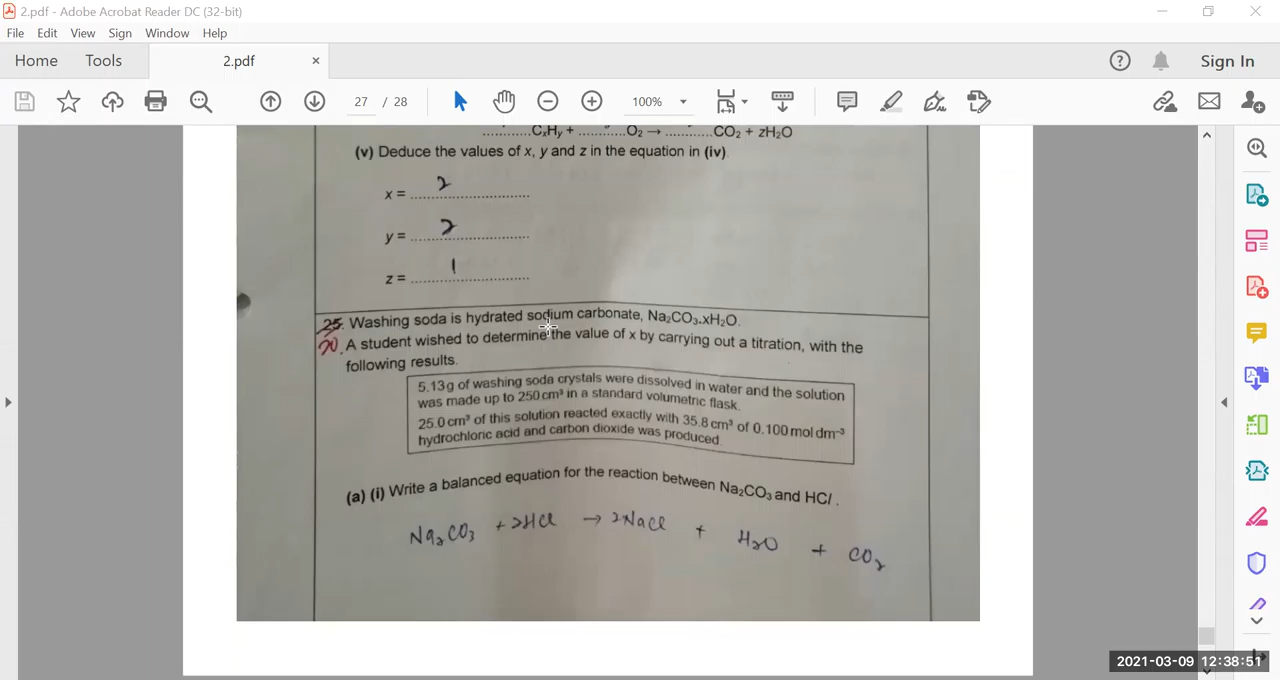 2.pdf - Adobe Acrobat Reader DC (32-bit)
File Edit View Sign Window Help
Home Tools 2.pdf × Sign In
27 / 28 100%
............CxHy + ............O₂ → ............CO₂ + zH₂O
(v) Deduce the values of x, y and z in the equation in (iv)
x = 2
y = 2
z = 1
25. Washing soda is hydrated sodium carbonate, Na₂CO₃.xH₂O.
20. A student wished to determine the value of x by carrying out a titration, with the
following results.
5.13g of washing soda crystals were dissolved in water and the solution
was made up to 250 cm³ in a standard volumetric flask.
25.0 cm³ of this solution reacted exactly with 35.8 cm³ of 0.100 mol dm⁻³
hydrochloric acid and carbon dioxide was produced
(a) (i) Write a balanced equation for the reaction between Na₂CO₃ and HCl.
Na₂CO₃ + 2HCl → 2NaCl + H₂O + CO₂
2021-03-09 12:38:51